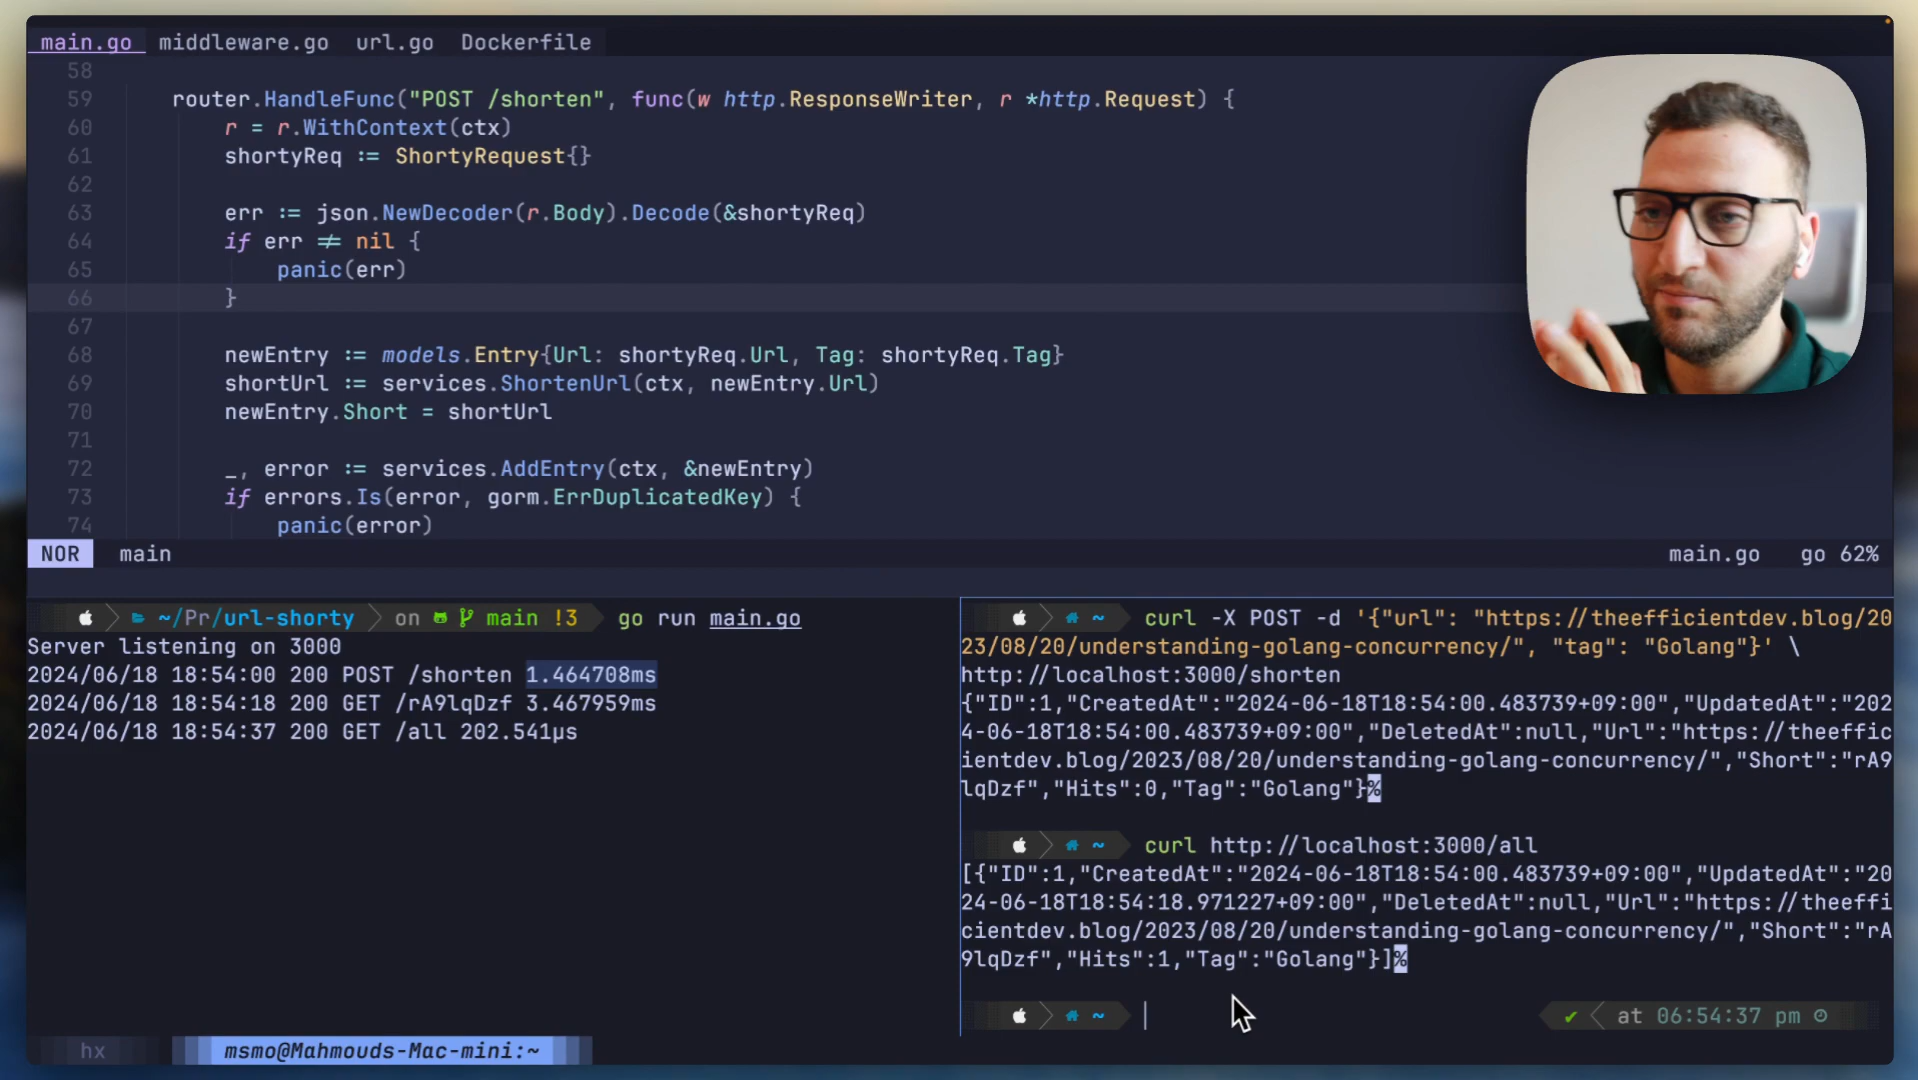 main.go middleware.go url.go Dockerfile
58
59 router.HandleFunc("POST /shorten", func(w http.ResponseWriter, r *http.Request) {
60 r = r.WithContext(ctx)
61 shortyReq := ShortyRequest{}
62
63 err := json.NewDecoder(r.Body).Decode(&shortyReq)
64 if err ≠ nil {
65 panic(err)
66 }
67
68 newEntry := models.Entry{Url: shortyReq.Url, Tag: shortyReq.Tag}
69 shortUrl := services.ShortenUrl(ctx, newEntry.Url)
70 newEntry.Short = shortUrl
71
72 _, error := services.AddEntry(ctx, &newEntry)
73 if errors.Is(error, gorm.ErrDuplicatedKey) {
74 panic(error)
NOR main main.go go 62%
~/Pr/url-shorty on main !3 go run main.go
Server listening on 3000
2024/06/18 18:54:00 200 POST /shorten 1.464708ms
2024/06/18 18:54:18 200 GET /rA9lqDzf 3.467959ms
2024/06/18 18:54:37 200 GET /all 202.541µs
~ curl -X POST -d '{"url": "https://theefficientdev.blog/20
23/08/20/understanding-golang-concurrency/", "tag": "Golang"}' \
http://localhost:3000/shorten
{"ID":1,"CreatedAt":"2024-06-18T18:54:00.483739+09:00","UpdatedAt":"202
4-06-18T18:54:00.483739+09:00","DeletedAt":null,"Url":"https://theeffic
ientdev.blog/2023/08/20/understanding-golang-concurrency/","Short":"rA9
lqDzf","Hits":0,"Tag":"Golang"}%
~ curl http://localhost:3000/all
[{"ID":1,"CreatedAt":"2024-06-18T18:54:00.483739+09:00","UpdatedAt":"20
24-06-18T18:54:18.971227+09:00","DeletedAt":null,"Url":"https://theeffi
cientdev.blog/2023/08/20/understanding-golang-concurrency/","Short":"rA
9lqDzf","Hits":1,"Tag":"Golang"}]%
~ ✔ at 06:54:37 pm
hx msmo@Mahmouds-Mac-mini:~